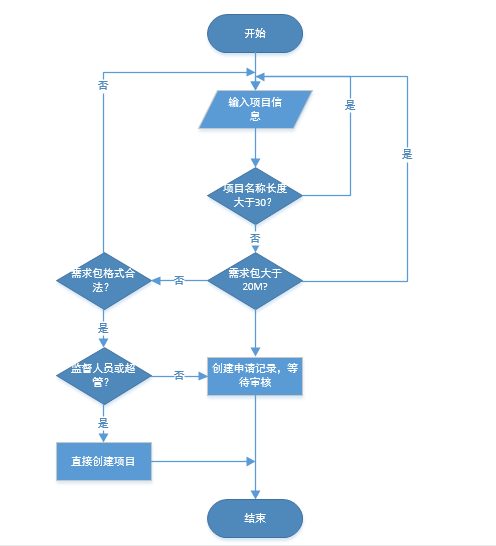 开始
否
输入项目信
息
是
是
项目名称长度
大于30?
否
需求包格式合
法?
否
需求包大于
20M?
是
监督人员或超
管?
否
创建申请记录，等
待审核
是
直接创建项目
结束